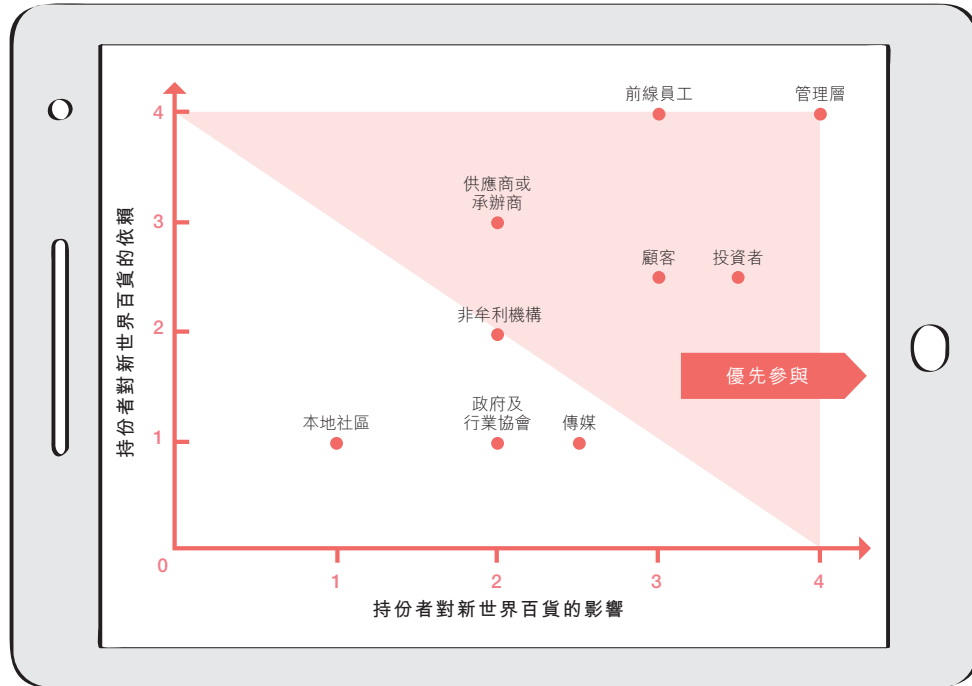 前線員工
管理層
4
供應商或
承辦商
3
顧客
投資者
持份者對新世界百貨的依賴
非牟利機構
2
優先參與
政府及
行業協會
本地社區
傳媒
1
0
1
2
3
4
持份者對新世界百貨的影響